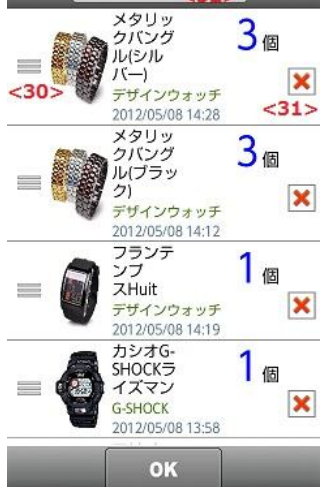 メタリッ
クバング
ル(シル
バー)
3個
<30>
デザインウォッチ
<31>
2012/05/08 14:28
メタリッ
クバング
ル(ブラッ
ク)
3個
デザインウォッチ
2012/05/08 14:12
フランテ
ンプ
スHuit
1個
デザインウォッチ
2012/05/08 14:19
カシオG-
SHOCKラ
イズマン
1個
G-SHOCK
2012/05/08 13:58
OK